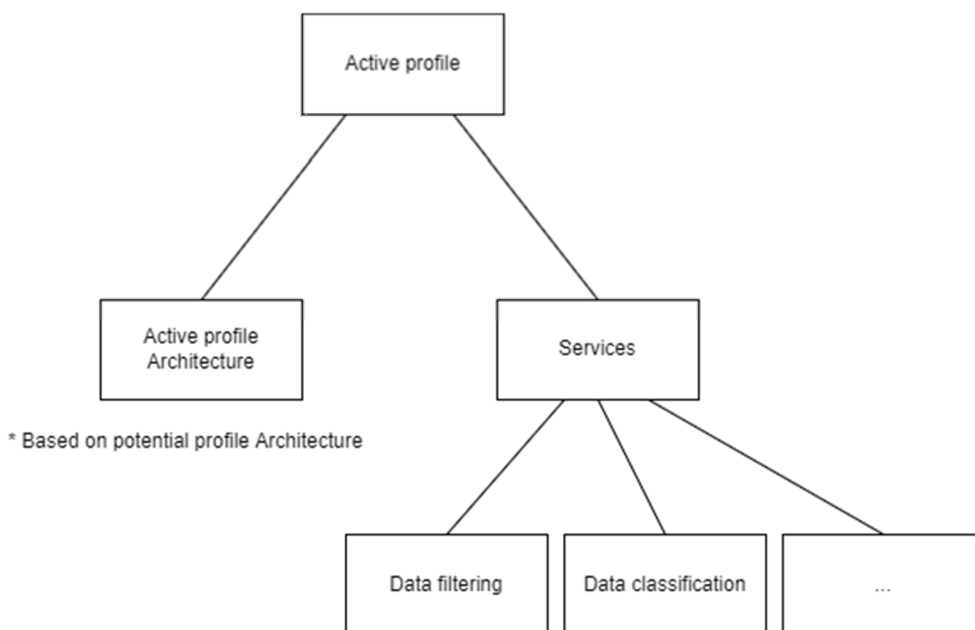 Active profile
Active profile
Architecture
Services
* Based on potential profile Architecture
Data filtering
Data classification
...